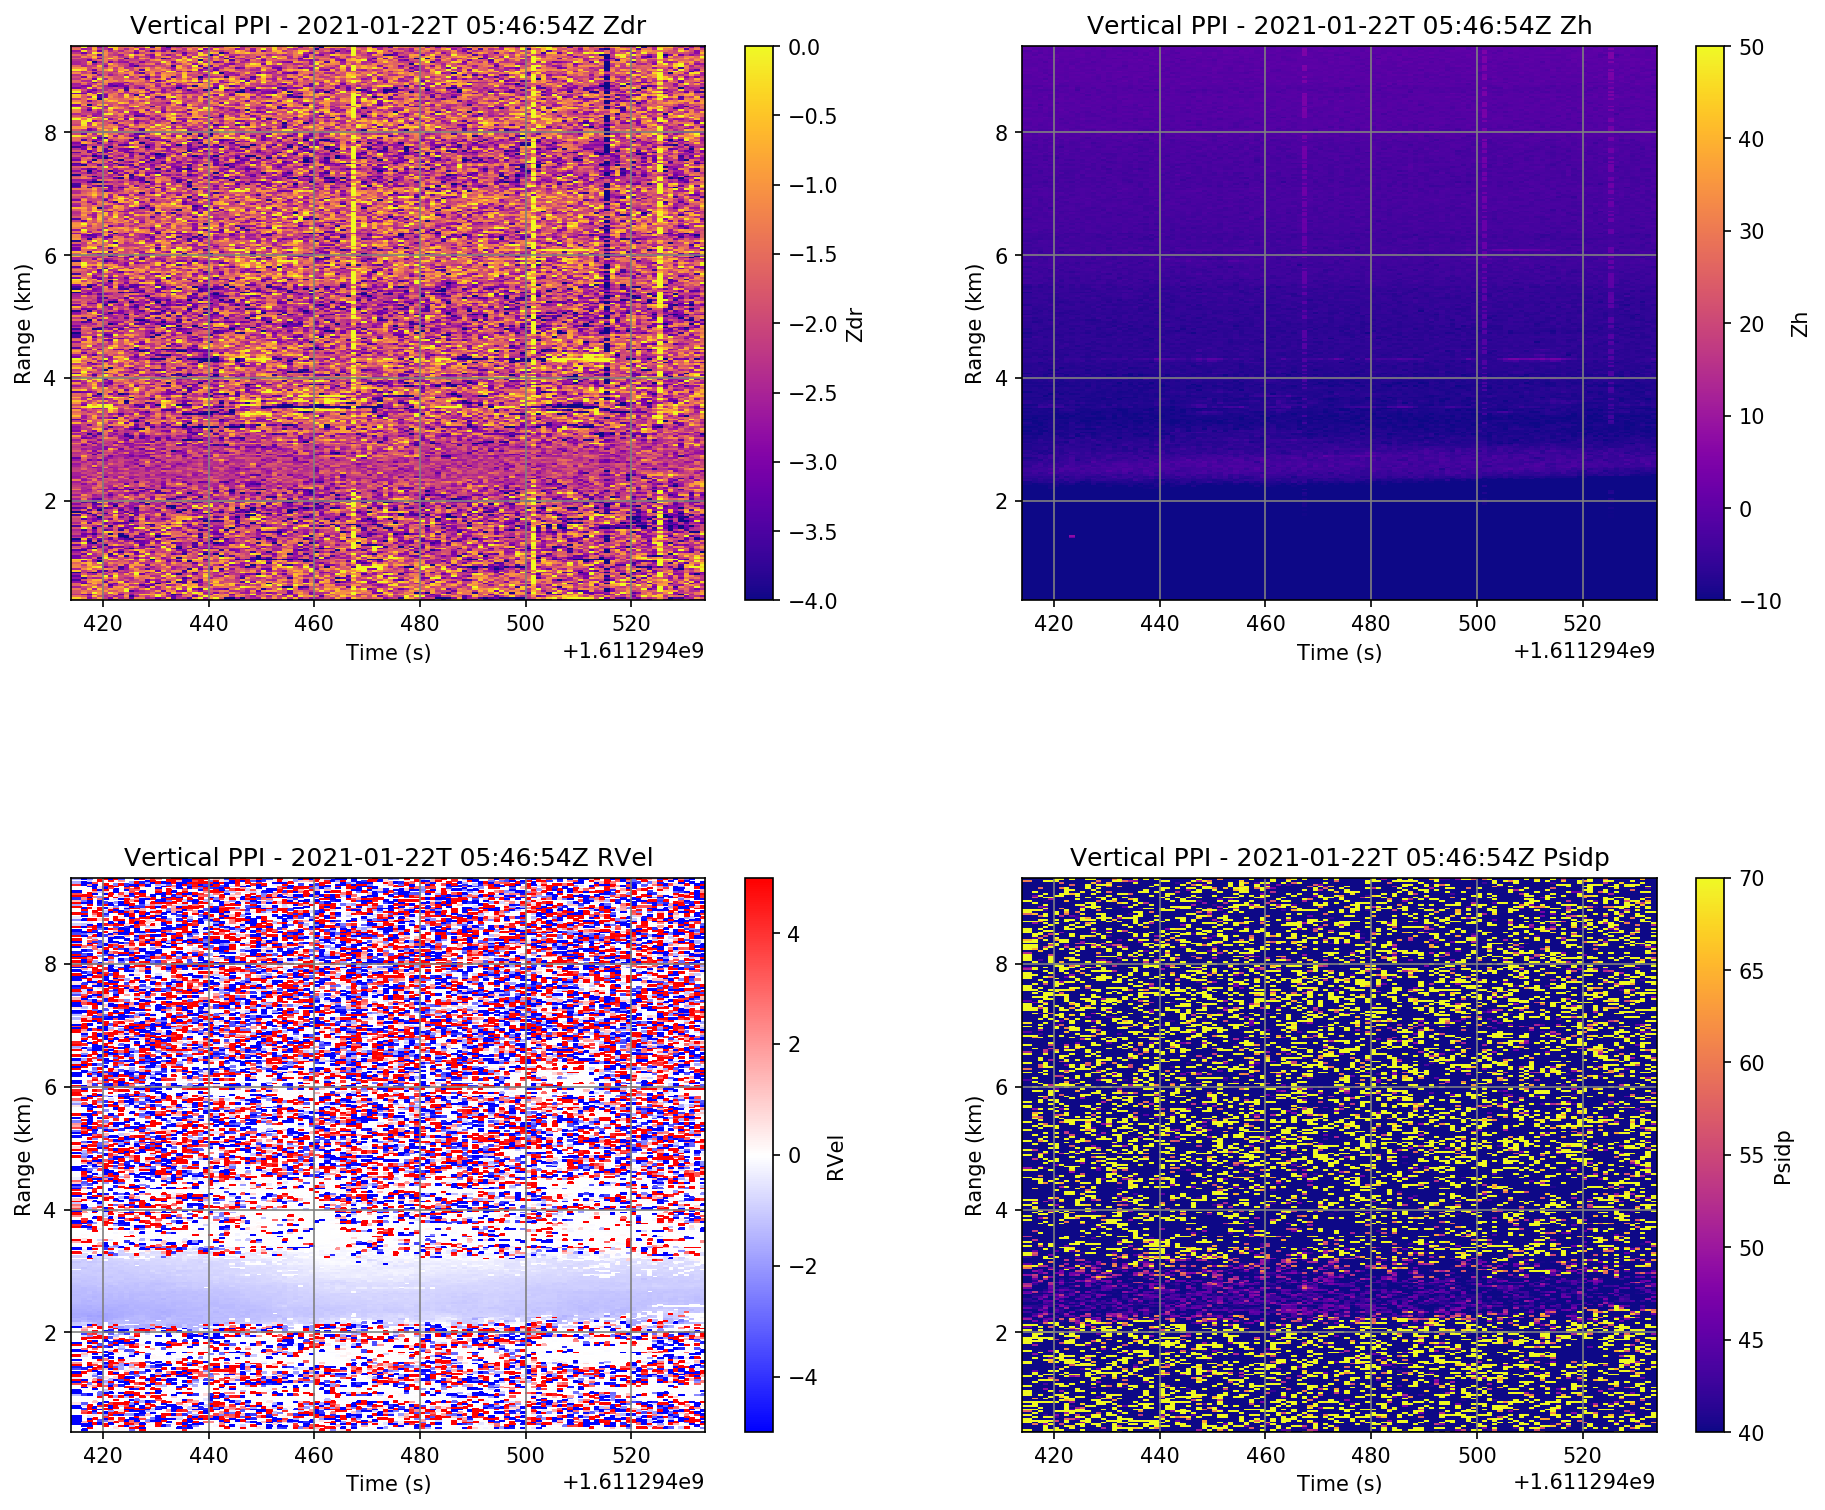 Vertical PPI - 2021-01-22T 05:46:54Z Zdr
Range (km)
8
6
4
2
420 440 460 480 500 520
Time (s)
+1.611294e9
0.0
−0.5
−1.0
−1.5
−2.0
−2.5
−3.0
−3.5
−4.0
Zdr
Vertical PPI - 2021-01-22T 05:46:54Z Zh
Range (km)
8
6
4
2
420 440 460 480 500 520
Time (s)
+1.611294e9
50
40
30
20
10
0
−10
Zh
Vertical PPI - 2021-01-22T 05:46:54Z RVel
Range (km)
8
6
4
2
420 440 460 480 500 520
Time (s)
+1.611294e9
4
2
0
−2
−4
RVel
Vertical PPI - 2021-01-22T 05:46:54Z Psidp
Range (km)
8
6
4
2
420 440 460 480 500 520
Time (s)
+1.611294e9
70
65
60
55
50
45
40
Psidp